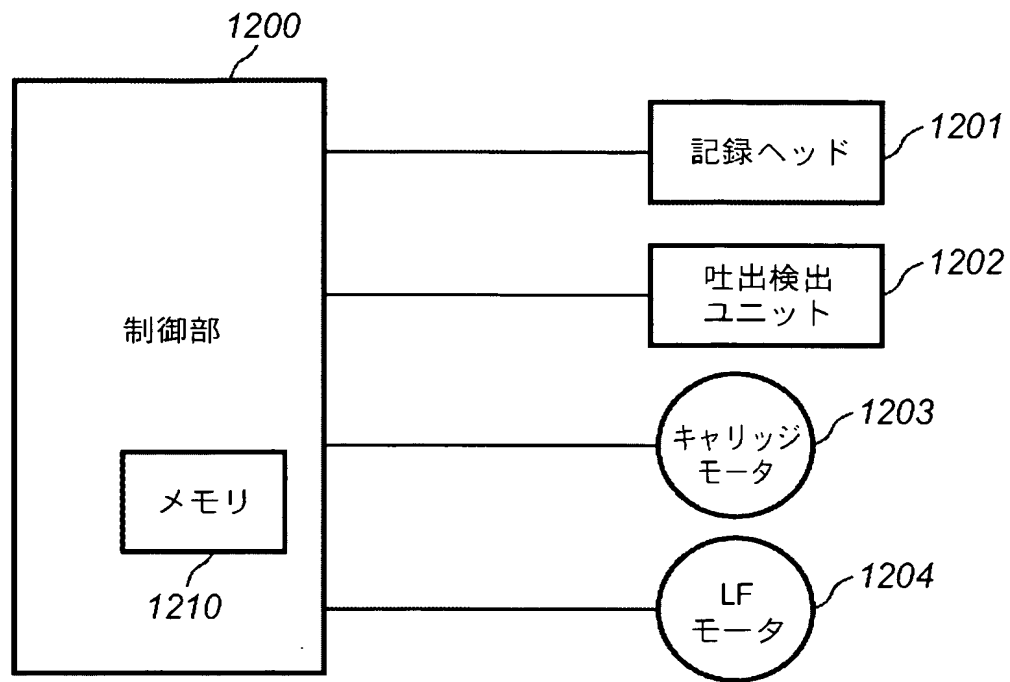 1200
制御部
メモリ
1210
記録ヘッド
1201
吐出検出
ユニット
1202
キャリッジ
モータ
1203
LF
モータ
1204